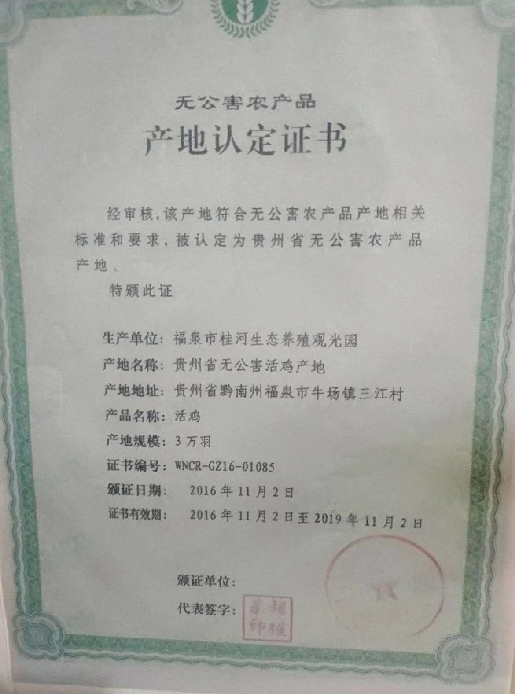 无公害农产品
产地认定证书
经审核,该产地符合无公害农产品产地相关
标准和要求,被认定为贵州省无公害农产品
产地。
特颁此证
生产单位:福泉市桂河生态养殖观光园
产地名称:贵州省无公害活鸡产地
产地地址:贵州省黔南州福泉市牛场镇三江村
产品名称:活鸡
产地规模:3万羽
证书编号:WNCR-GZ16-01085
颁证日期: 2016年11月2日
证书有效期: 2016年11月2日至2019年11月2日
颁证单位:
代表签字: